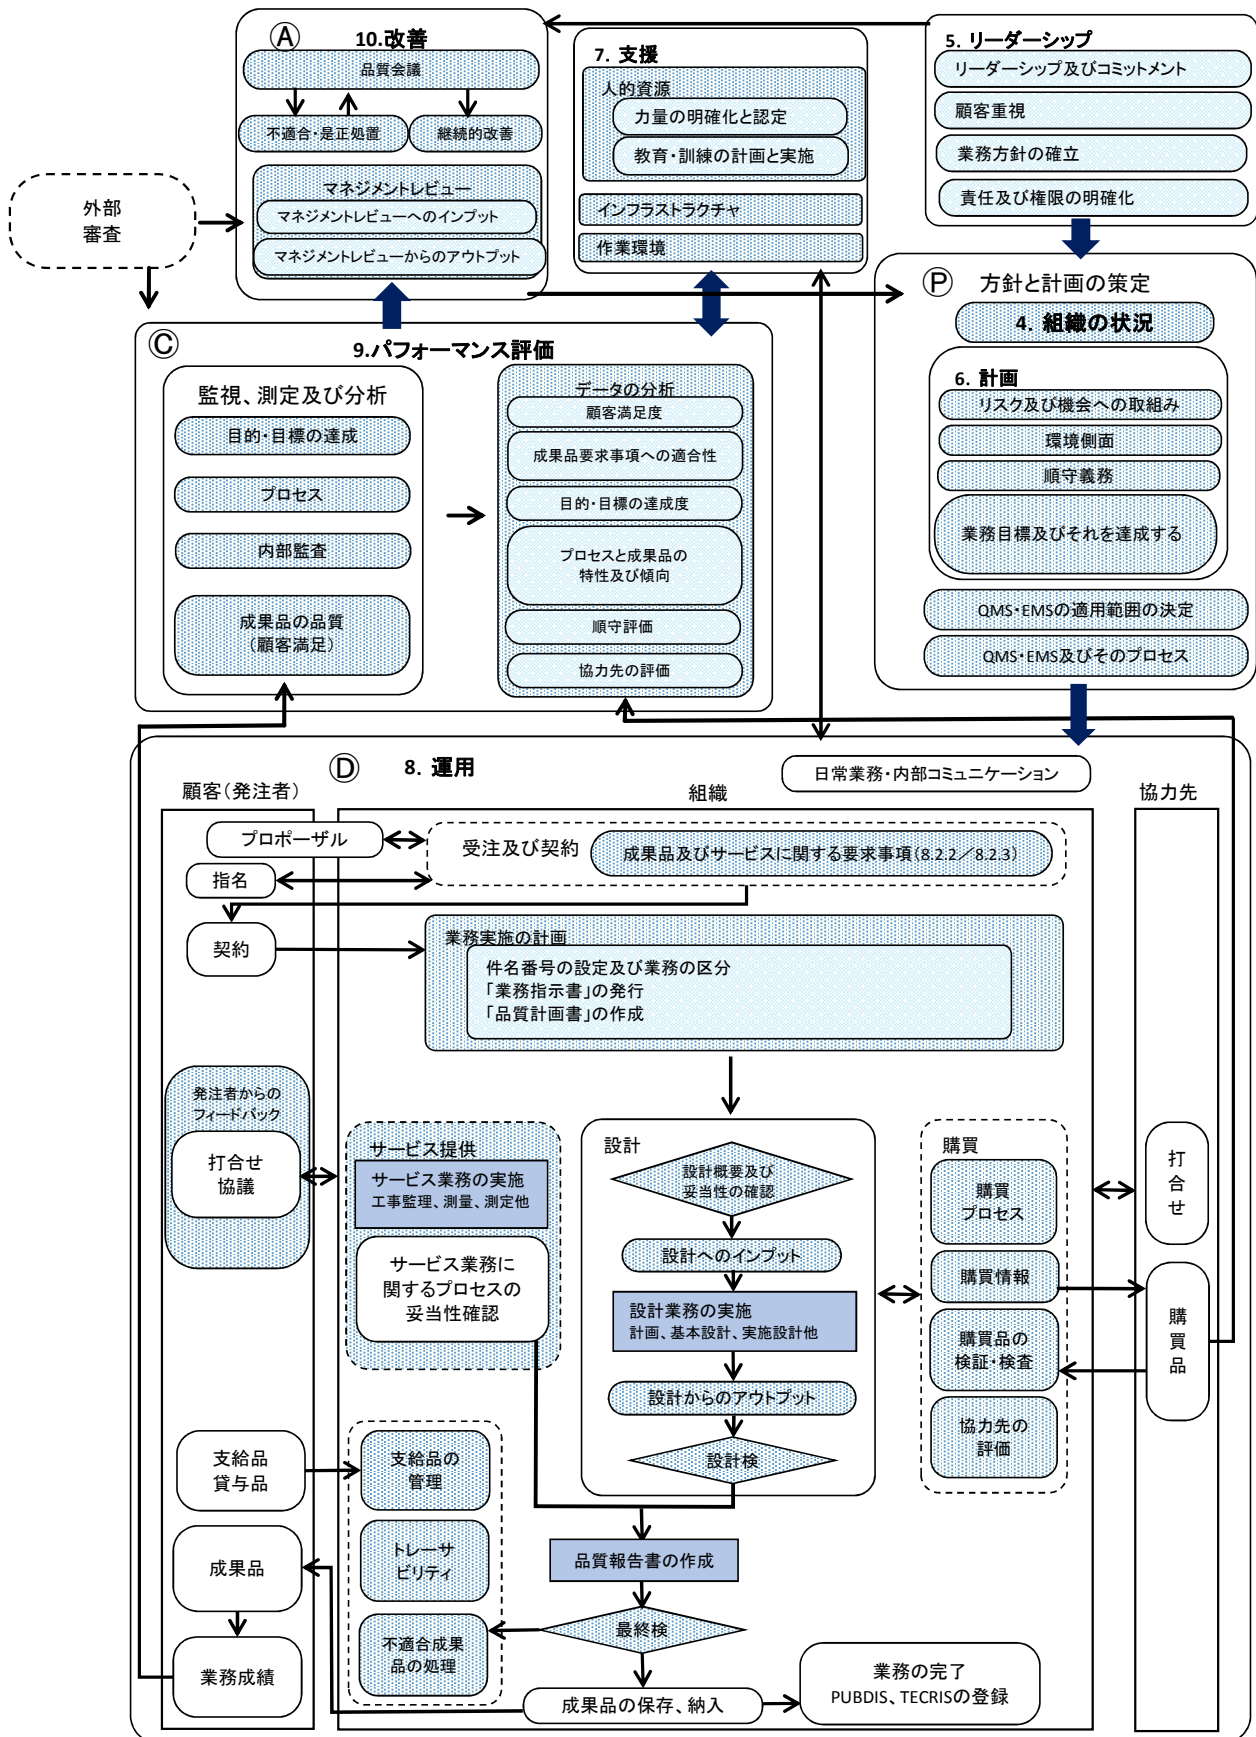 Ⓐ
10.改善
品質会議
不適合・是正処置
継続的改善
マネジメントレビュー
マネジメントレビューへのインプット
マネジメントレビューからのアウトプット
7. 支援
人的資源
力量の明確化と認定
教育・訓練の計画と実施
インフラストラクチャ
作業環境
5. リーダーシップ
リーダーシップ及びコミットメント
顧客重視
業務方針の確立
責任及び権限の明確化
外部
審査
Ⓟ
方針と計画の策定
4. 組織の状況
6. 計画
リスク及び機会への取組み
環境側面
順守義務
業務目標及びそれを達成する
QMS・EMSの適用範囲の決定
QMS・EMS及びそのプロセス
Ⓒ
9.パフォーマンス評価
監視、測定及び分析
目的・目標の達成
プロセス
内部監査
成果品の品質
(顧客満足)
データの分析
顧客満足度
成果品要求事項への適合性
目的・目標の達成度
プロセスと成果品の
特性及び傾向
順守評価
協力先の評価
Ⓓ
8. 運用
日常業務・内部コミュニケーション
顧客(発注者)
組織
協力先
プロポーザル
受注及び契約
成果品及びサービスに関する要求事項(8.2.2/8.2.3)
指名
契約
業務実施の計画
件名番号の設定及び業務の区分
「業務指示書」の発行
「品質計画書」の作成
発注者からの
フィードバック
打合せ
協議
サービス提供
サービス業務の実施
工事監理、測量、測定他
サービス業務に
関するプロセスの
妥当性確認
設計
設計概要及び
妥当性の確認
設計へのインプット
設計業務の実施
計画、基本設計、実施設計他
設計からのアウトプット
設計検
購買
購買
プロセス
購買情報
購買品の
検証・検査
協力先の
評価
打
合
せ
購
買
品
支給品
貸与品
支給品の
管理
トレーサ
ビリティ
不適合成果
品の処理
成果品
業務成績
品質報告書の作成
最終検
成果品の保存、納入
業務の完了
PUBDIS、TECRISの登録